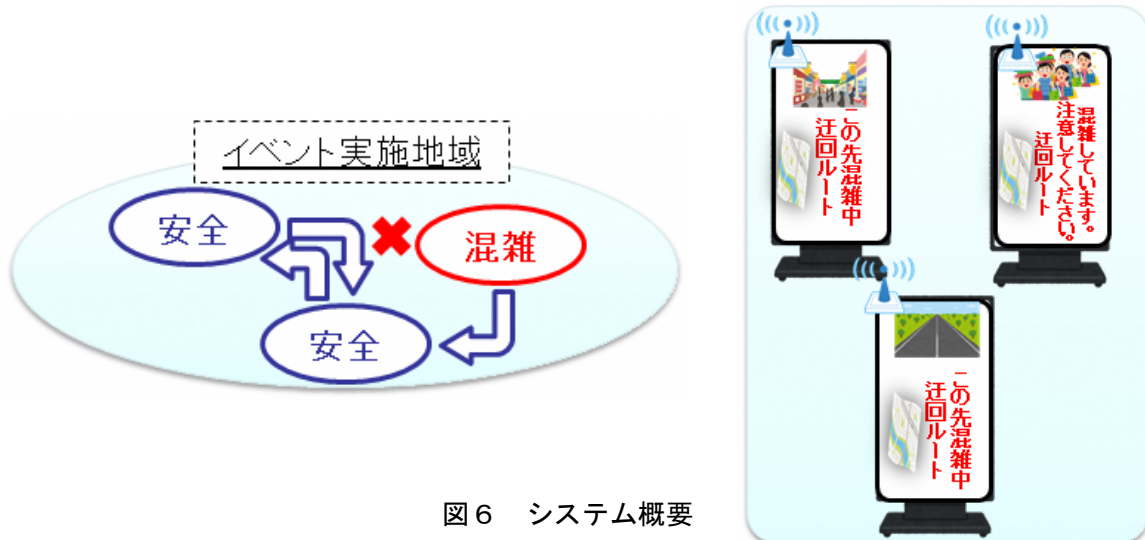 イベント実施地域
安全
混雑
安全
この先混雑中
迂回ルート
混雑しています。
注意してください。
迂回ルート
この先混雑中
迂回ルート
図6 システム概要